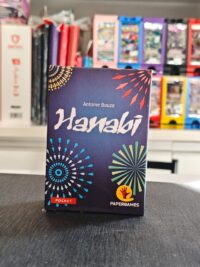 Antoine Bauza
Hanabi
POCKET
PAPERGAMES